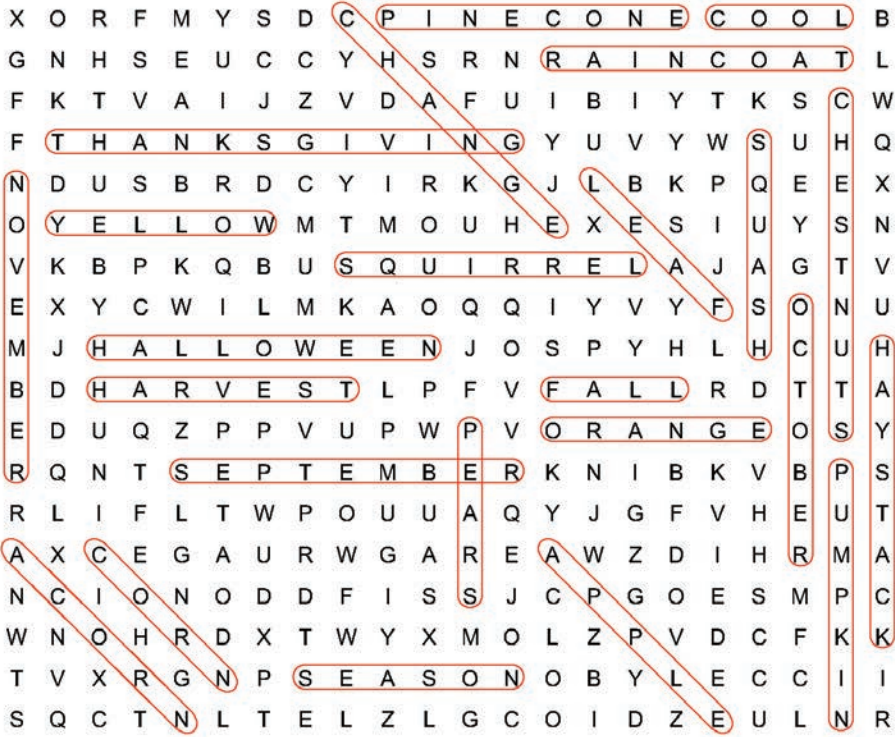 X O R F M Y S D C P I N E C O N E C O O L B
G N H S E U C C Y H S R N R A I N C O A T L
F K T V A I J Z V D A F U I B I Y T K S C W
F T H A N K S G I V I N G Y U V Y W S U H Q
N D U S B R D C Y I R K G J L B K P Q E E X
O Y E L L O W M T M O U H E X E S I U Y S N
V K B P K Q B U S Q U I R R E L A J A G T V
E X Y C W I L M K A O Q Q I Y V Y F S O N U
M J H A L L O W E E N J O S P Y H L H C U H
B D H A R V E S T L P F V F A L L R D T T A
E D U Q Z P P V U P W P V O R A N G E O S Y
R Q N T S E P T E M B E R K N I B K V B P S
R L I F L T W P O U U A Q Y J G F V H E U T
A X C E G A U R W G A R E A W Z D I H R M A
N C I O N O D D F I S S J C P G O E S M P C
W N O H R D X T W Y X M O L Z P V D C F K K
T V X R G N P S E A S O N O B Y L E C C I I
S Q C T N L T E L Z L G C O I D Z E U L N R